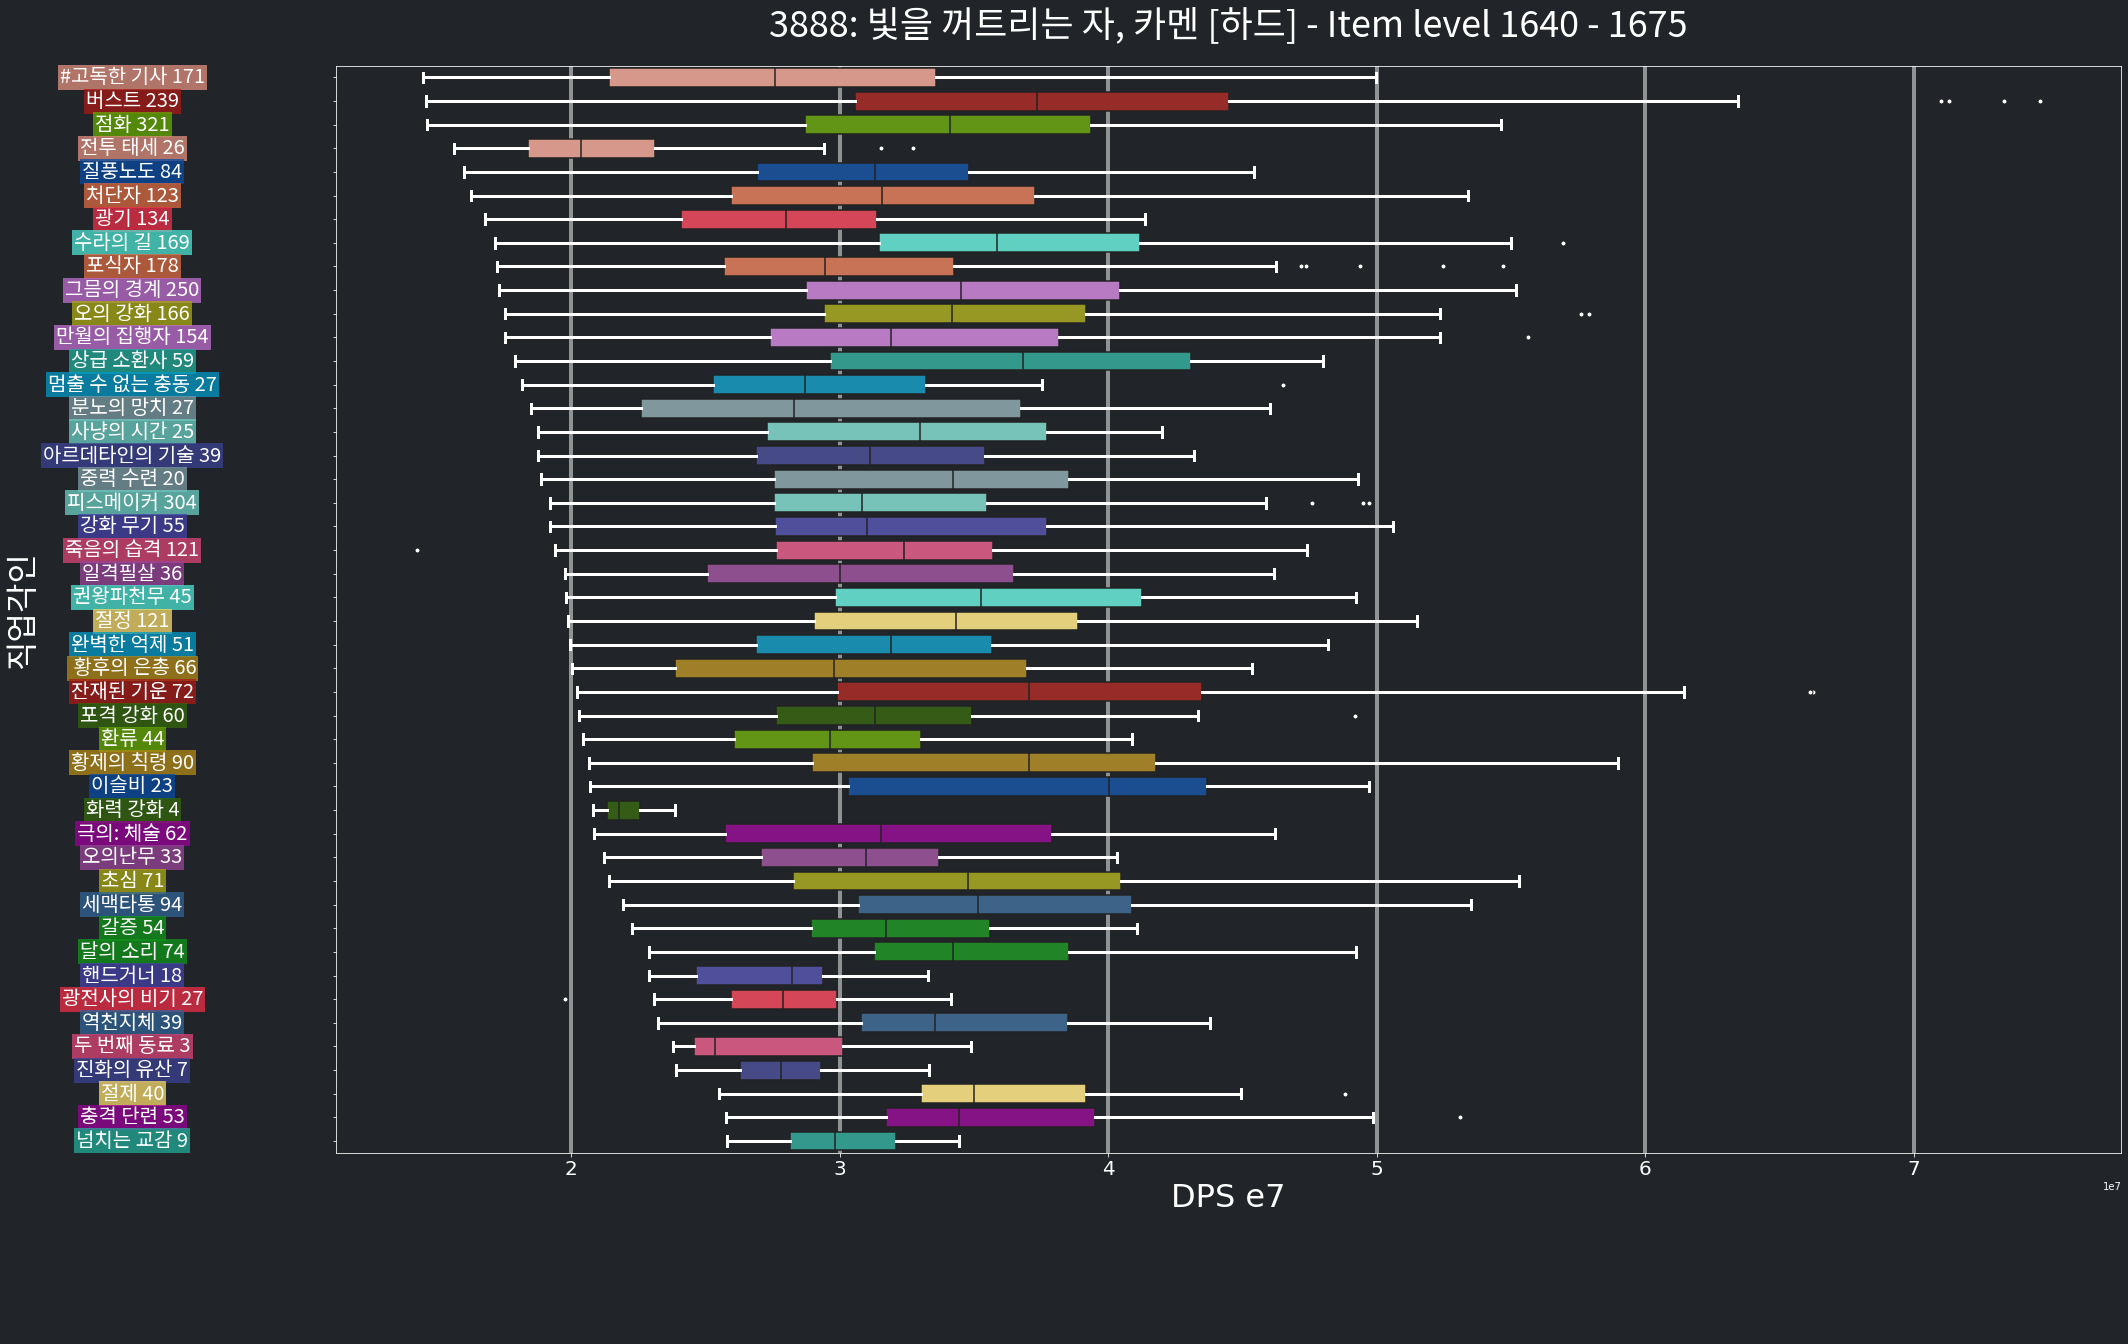 3888: 빛을 꺼트리는 자, 카멘 [하드] - Item level 1640 - 1675
#고독한 기사 171
버스트 239
점화 321
전투 태세 26
질풍노도 84
처단자 123
광기 134
수라의 길 169
포식자 178
그믐의 경계 250
오의 강화 166
만월의 집행자 154
상급 소환사 59
멈출 수 없는 충동 27
분노의 망치 27
사냥의 시간 25
아르데타인의 기술 39
중력 수련 20
피스메이커 304
강화 무기 55
죽음의 습격 121
일격필살 36
권왕파천무 45
절정 121
완벽한 억제 51
황후의 은총 66
잔재된 기운 72
포격 강화 60
환류 44
황제의 칙령 90
이슬비 23
화력 강화 4
극의: 체술 62
오의난무 33
초심 71
세맥타통 94
갈증 54
달의 소리 74
핸드거너 18
광전사의 비기 27
역천지체 39
두 번째 동료 3
진화의 유산 7
절제 40
충격 단련 53
넘치는 교감 9
직업각인
2 3 4 5 6 7
1e7
DPS e7